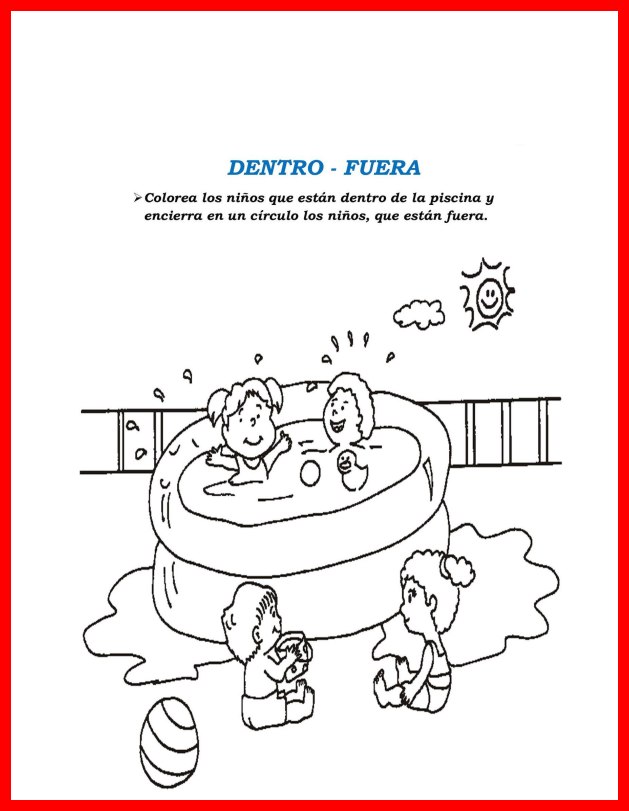 DENTRO - FUERA
➢ Colorea los niños que están dentro de la piscina y
encierra en un círculo los niños, que están fuera.